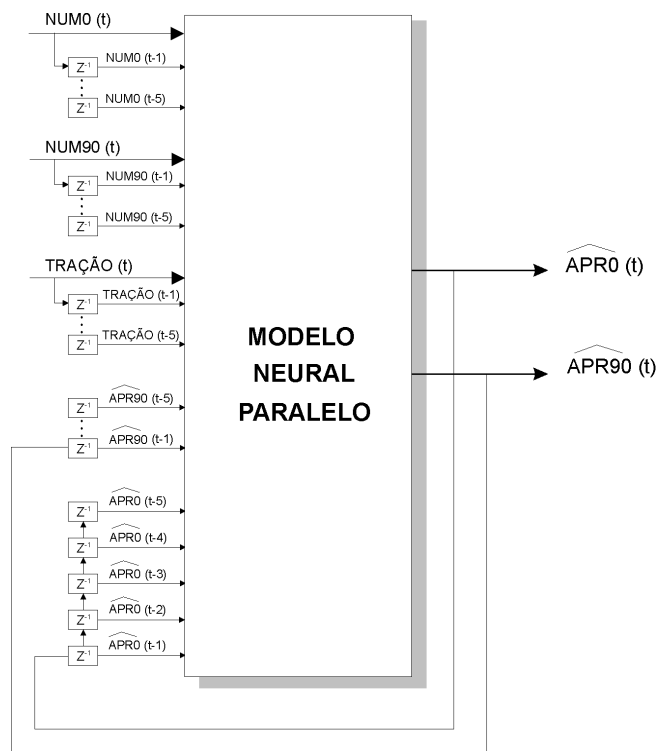 NUM0 (t)
Z⁻¹ NUM0 (t-1)
Z⁻¹ NUM0 (t-5)
NUM90 (t)
Z⁻¹ NUM90 (t-1)
Z⁻¹ NUM90 (t-5)
TRAÇÃO (t)
Z⁻¹ TRAÇÃO (t-1)
Z⁻¹ TRAÇÃO (t-5)
Z⁻¹ APR90 (t-5)
Z⁻¹ APR90 (t-1)
Z⁻¹ APR0 (t-5)
Z⁻¹ APR0 (t-4)
Z⁻¹ APR0 (t-3)
Z⁻¹ APR0 (t-2)
Z⁻¹ APR0 (t-1)
MODELO
NEURAL
PARALELO
APR0 (t)
APR90 (t)